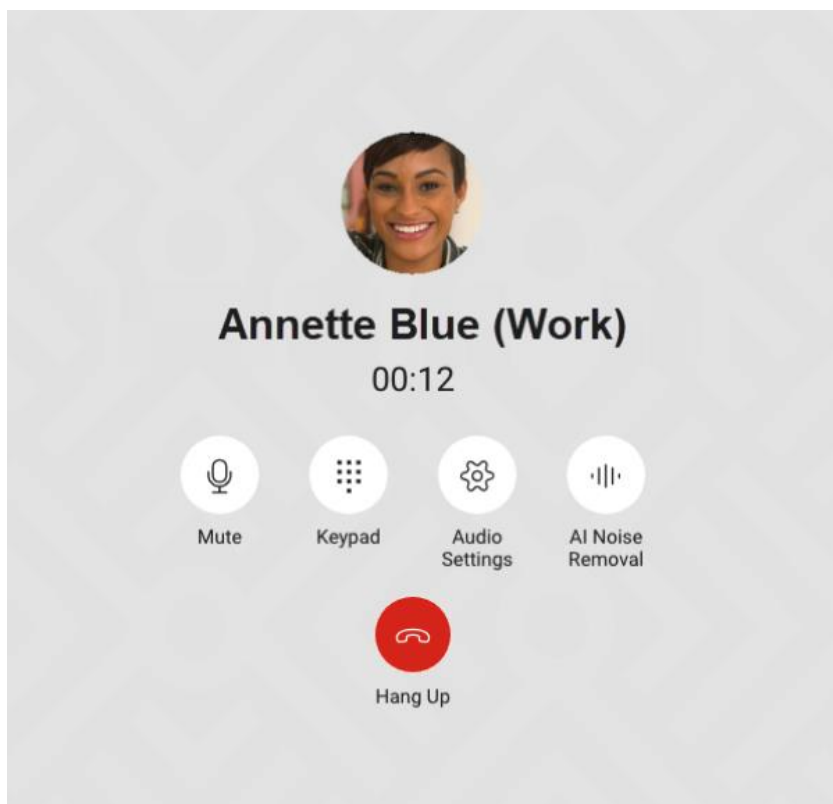 Annette Blue (Work)
00:12
Mute
Keypad
Audio
Settings
AI Noise
Removal
Hang Up